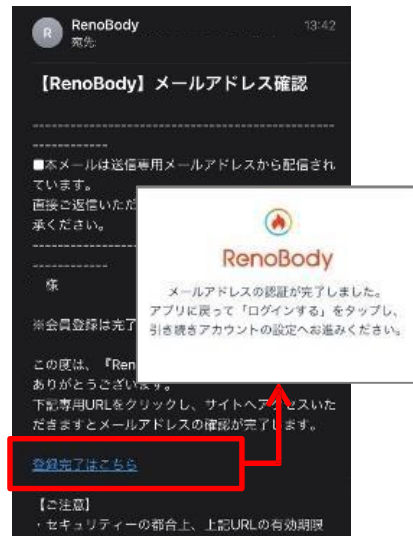 R
RenoBody
13:42
宛先:
【RenoBody】メールアドレス確認
------------------------------------------------
------------
■本メールは送信専用メールアドレスから配信され
ています。
直接ご返信いただ
承ください。
------------
様
※会員登録は完了
この度は、『Ren
ありがとうございます。
下記専用URLをクリックし、サイトへアクセスいた
だきますとメールアドレスの確認が完了します。
登録完了はこちら
【ご注意】
・セキュリティーの都合上、上記URLの有効期限
RenoBody
メールアドレスの認証が完了しました。
アプリに戻って「ログインする」をタップし、
引き続きアカウントの設定へお進みください。